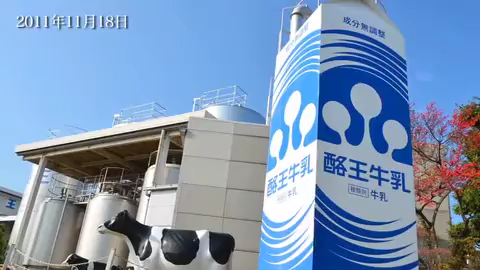 2011年11月18日
成分無調整
酪王牛乳
酪王牛乳
種類別 牛乳